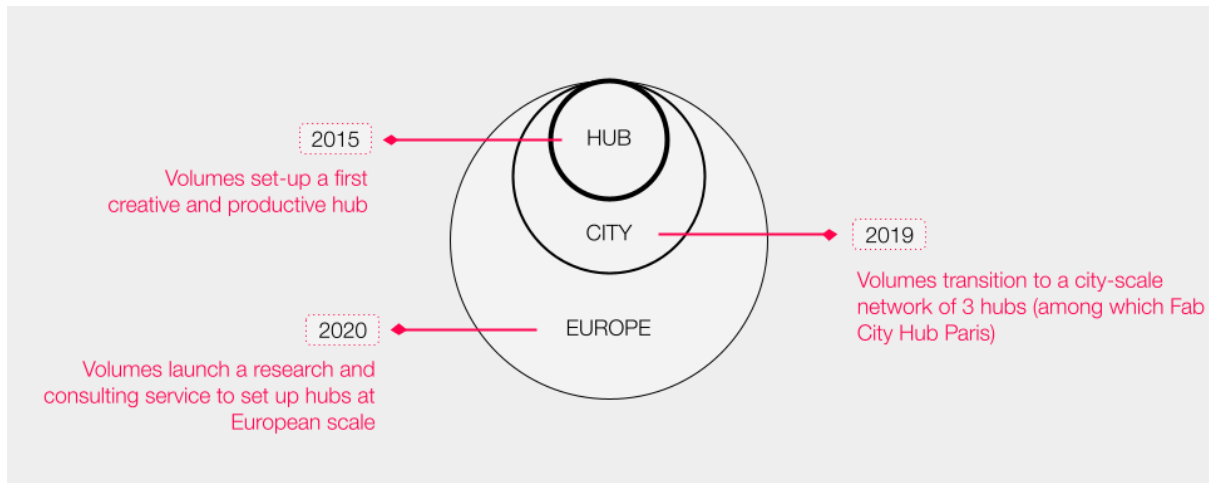 HUB
2015
Volumes set-up a first
creative and productive hub
CITY
2019
Volumes transition to a city-scale
network of 3 hubs (among which Fab
City Hub Paris)
EUROPE
2020
Volumes launch a research and
consulting service to set up hubs at
European scale